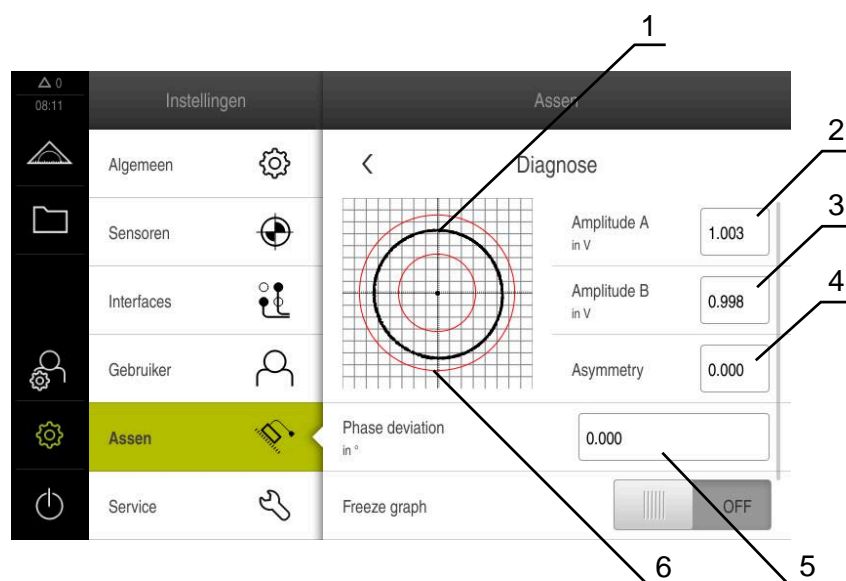 1
△ 0
08:11
Instellingen
Assen
Algemeen
Diagnose
2
Sensoren
Amplitude A
in V
1.003
3
Interfaces
Amplitude B
in V
0.998
4
Gebruiker
Asymmetry
0.000
Assen
Phase deviation
in °
0.000
Service
Freeze graph
OFF
6
5